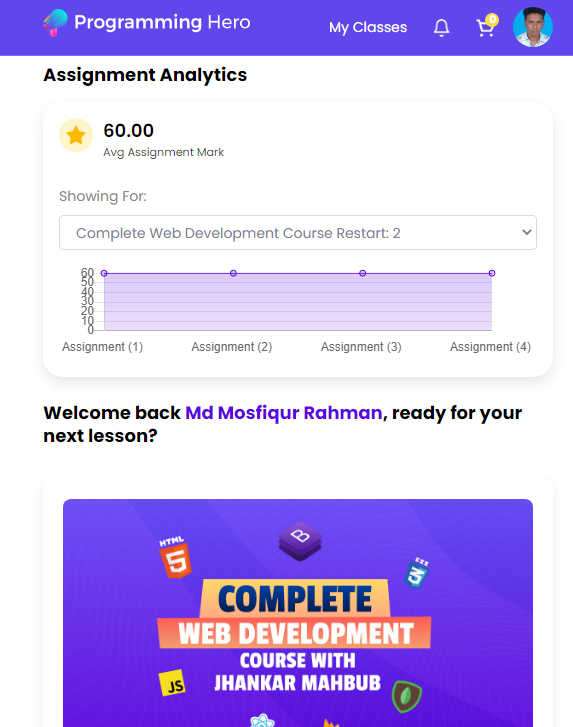 Programming Hero
My Classes
0
Assignment Analytics
60.00
Avg Assignment Mark
Showing For:
Complete Web Development Course Restart: 2
60
50
40
30
20
10
0
Assignment (1)
Assignment (2)
Assignment (3)
Assignment (4)
Welcome back Md Mosfiqur Rahman, ready for your
next lesson?
HTML
5
B
CSS
3
COMPLETE
WEB DEVELOPMENT
COURSE WITH
JHANKAR MAHBUB
JS